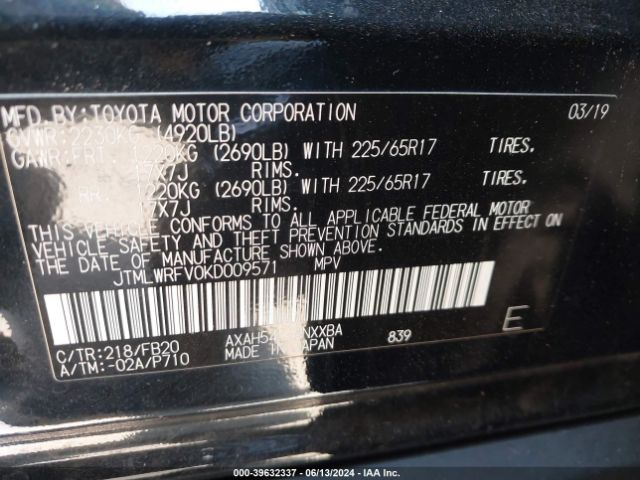 MFD.BY:TOYOTA MOTOR CORPORATION 03/19
GVWR:2230KG (4920LB)
GAWR:FRT 1220KG (2690LB) WITH 225/65R17 TIRES.
17X7J RIMS.
RR 1220KG (2690LB) WITH 225/65R17 TIRES.
17X7J RIMS.
THIS VEHICLE CONFORMS TO ALL APPLICABLE FEDERAL MOTOR
VEHICLE SAFETY AND THEFT PREVENTION STANDARDS IN EFFECT ON
THE DATE OF MANUFACTURE SHOWN ABOVE.
JTMLWRFV0KD009571 MPV
C/TR:218/FB20 839 E
A/TM:-02A/P710 MADE IN JAPAN
000-39632337 - 06/13/2024 - IAA Inc.